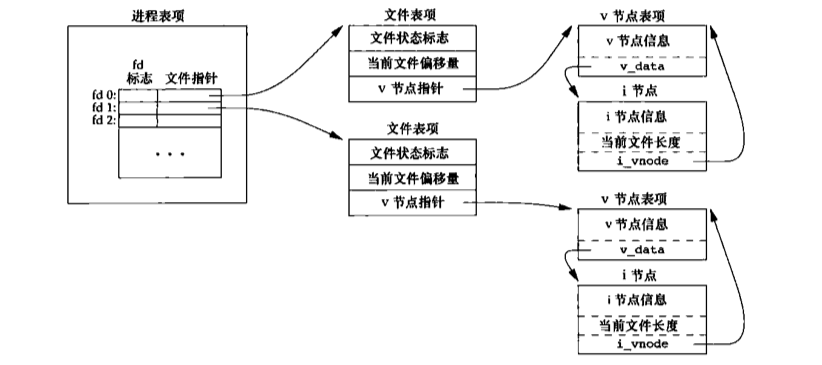 进程表项
fd
标志 文件指针
fd 0:
fd 1:
fd 2:
...
文件表项
文件状态标志
当前文件偏移量
v 节点指针
文件表项
文件状态标志
当前文件偏移量
v 节点指针
v 节点表项
v 节点信息
v_data
i 节点
i 节点信息
当前文件长度
i_vnode
v 节点表项
v 节点信息
v_data
i 节点
i 节点信息
当前文件长度
i_vnode